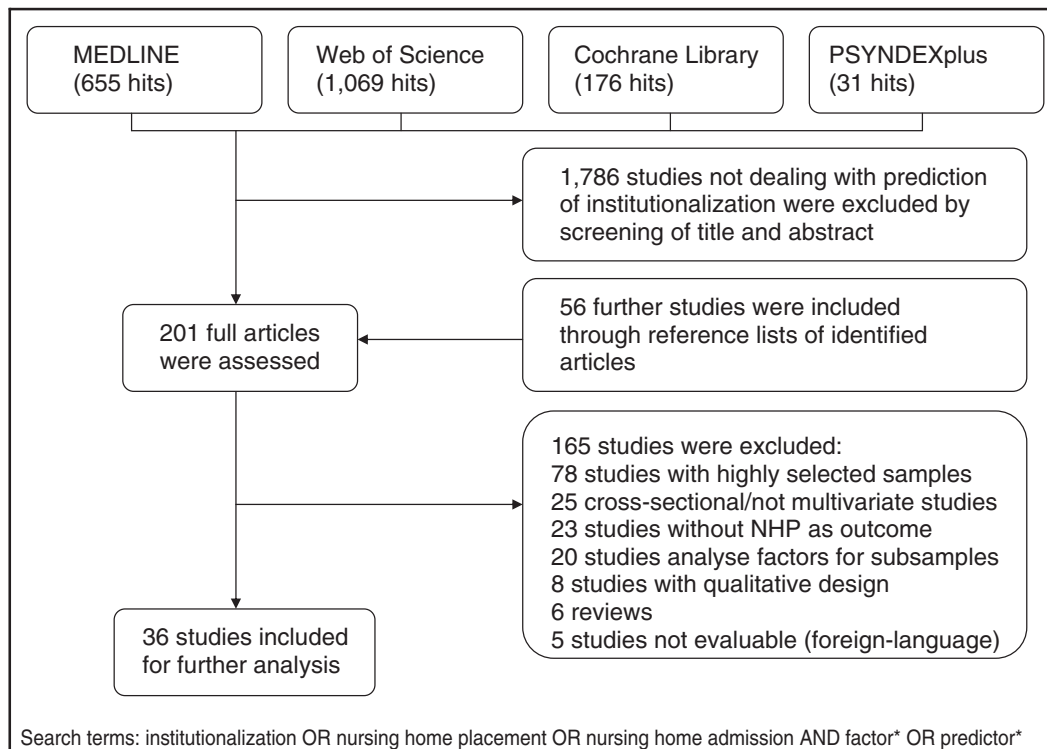 MEDLINE
(655 hits)
Web of Science
(1,069 hits)
Cochrane Library
(176 hits)
PSYNDEXplus
(31 hits)
1,786 studies not dealing with prediction
of institutionalization were excluded by
screening of title and abstract
56 further studies were included
through reference lists of identified
articles
201 full articles
were assessed
165 studies were excluded:
78 studies with highly selected samples
25 cross-sectional/not multivariate studies
23 studies without NHP as outcome
20 studies analyse factors for subsamples
8 studies with qualitative design
6 reviews
5 studies not evaluable (foreign-language)
36 studies included
for further analysis
Search terms: institutionalization OR nursing home placement OR nursing home admission AND factor* OR predictor*